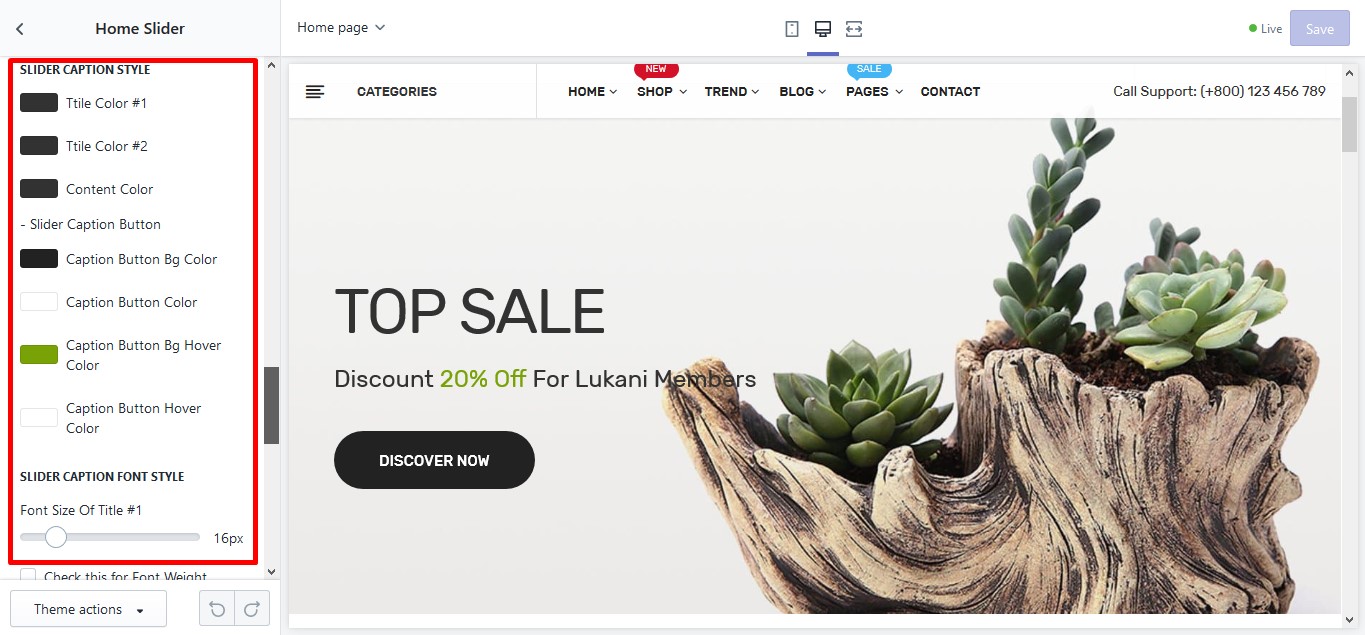 Home Slider
SLIDER CAPTION STYLE
Ttile Color #1
Ttile Color #2
Content Color
- Slider Caption Button
Caption Button Bg Color
Caption Button Color
Caption Button Bg Hover
Color
Caption Button Hover
Color
SLIDER CAPTION FONT STYLE
Font Size Of Title #1
16px
Check this for Font Weight
Theme actions
Home page
Live
Save
NEW
SALE
CATEGORIES
HOME SHOP TREND BLOG PAGES CONTACT
Call Support: (+800) 123 456 789
TOP SALE
Discount 20% Off For Lukani Members
DISCOVER NOW